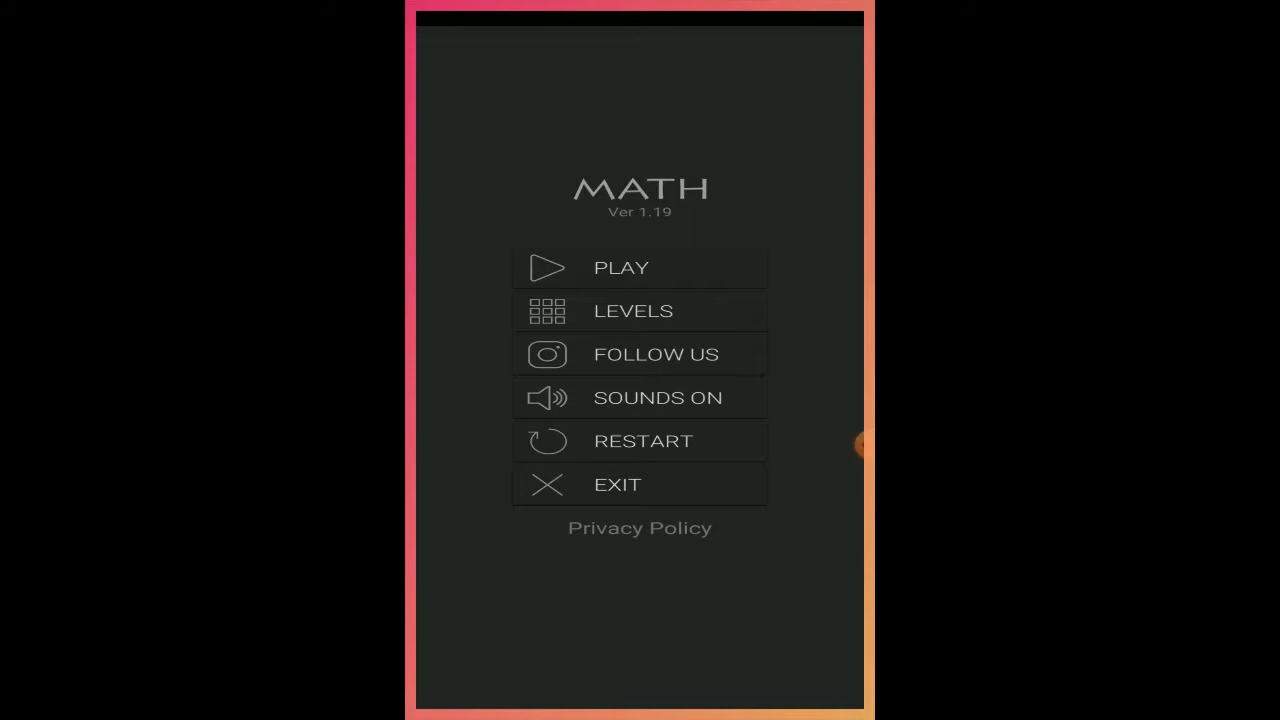 MATH
Ver 1.19
PLAY
LEVELS
FOLLOW US
SOUNDS ON
RESTART
EXIT
Privacy Policy